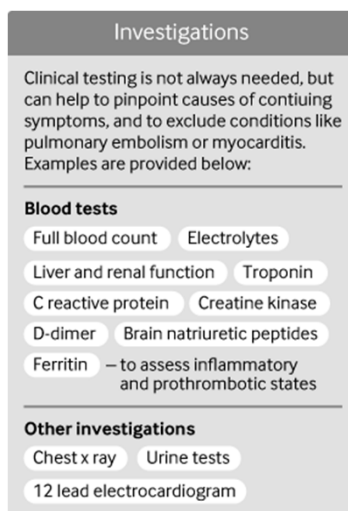 Investigations
Clinical testing is not always needed, but
can help to pinpoint causes of contiuing
symptoms, and to exclude conditions like
pulmonary embolism or myocarditis.
Examples are provided below:
Blood tests
Full blood count Electrolytes
Liver and renal function Troponin
C reactive protein Creatine kinase
D-dimer Brain natriuretic peptides
Ferritin – to assess inflammatory
and prothrombotic states
Other investigations
Chest x ray Urine tests
12 lead electrocardiogram